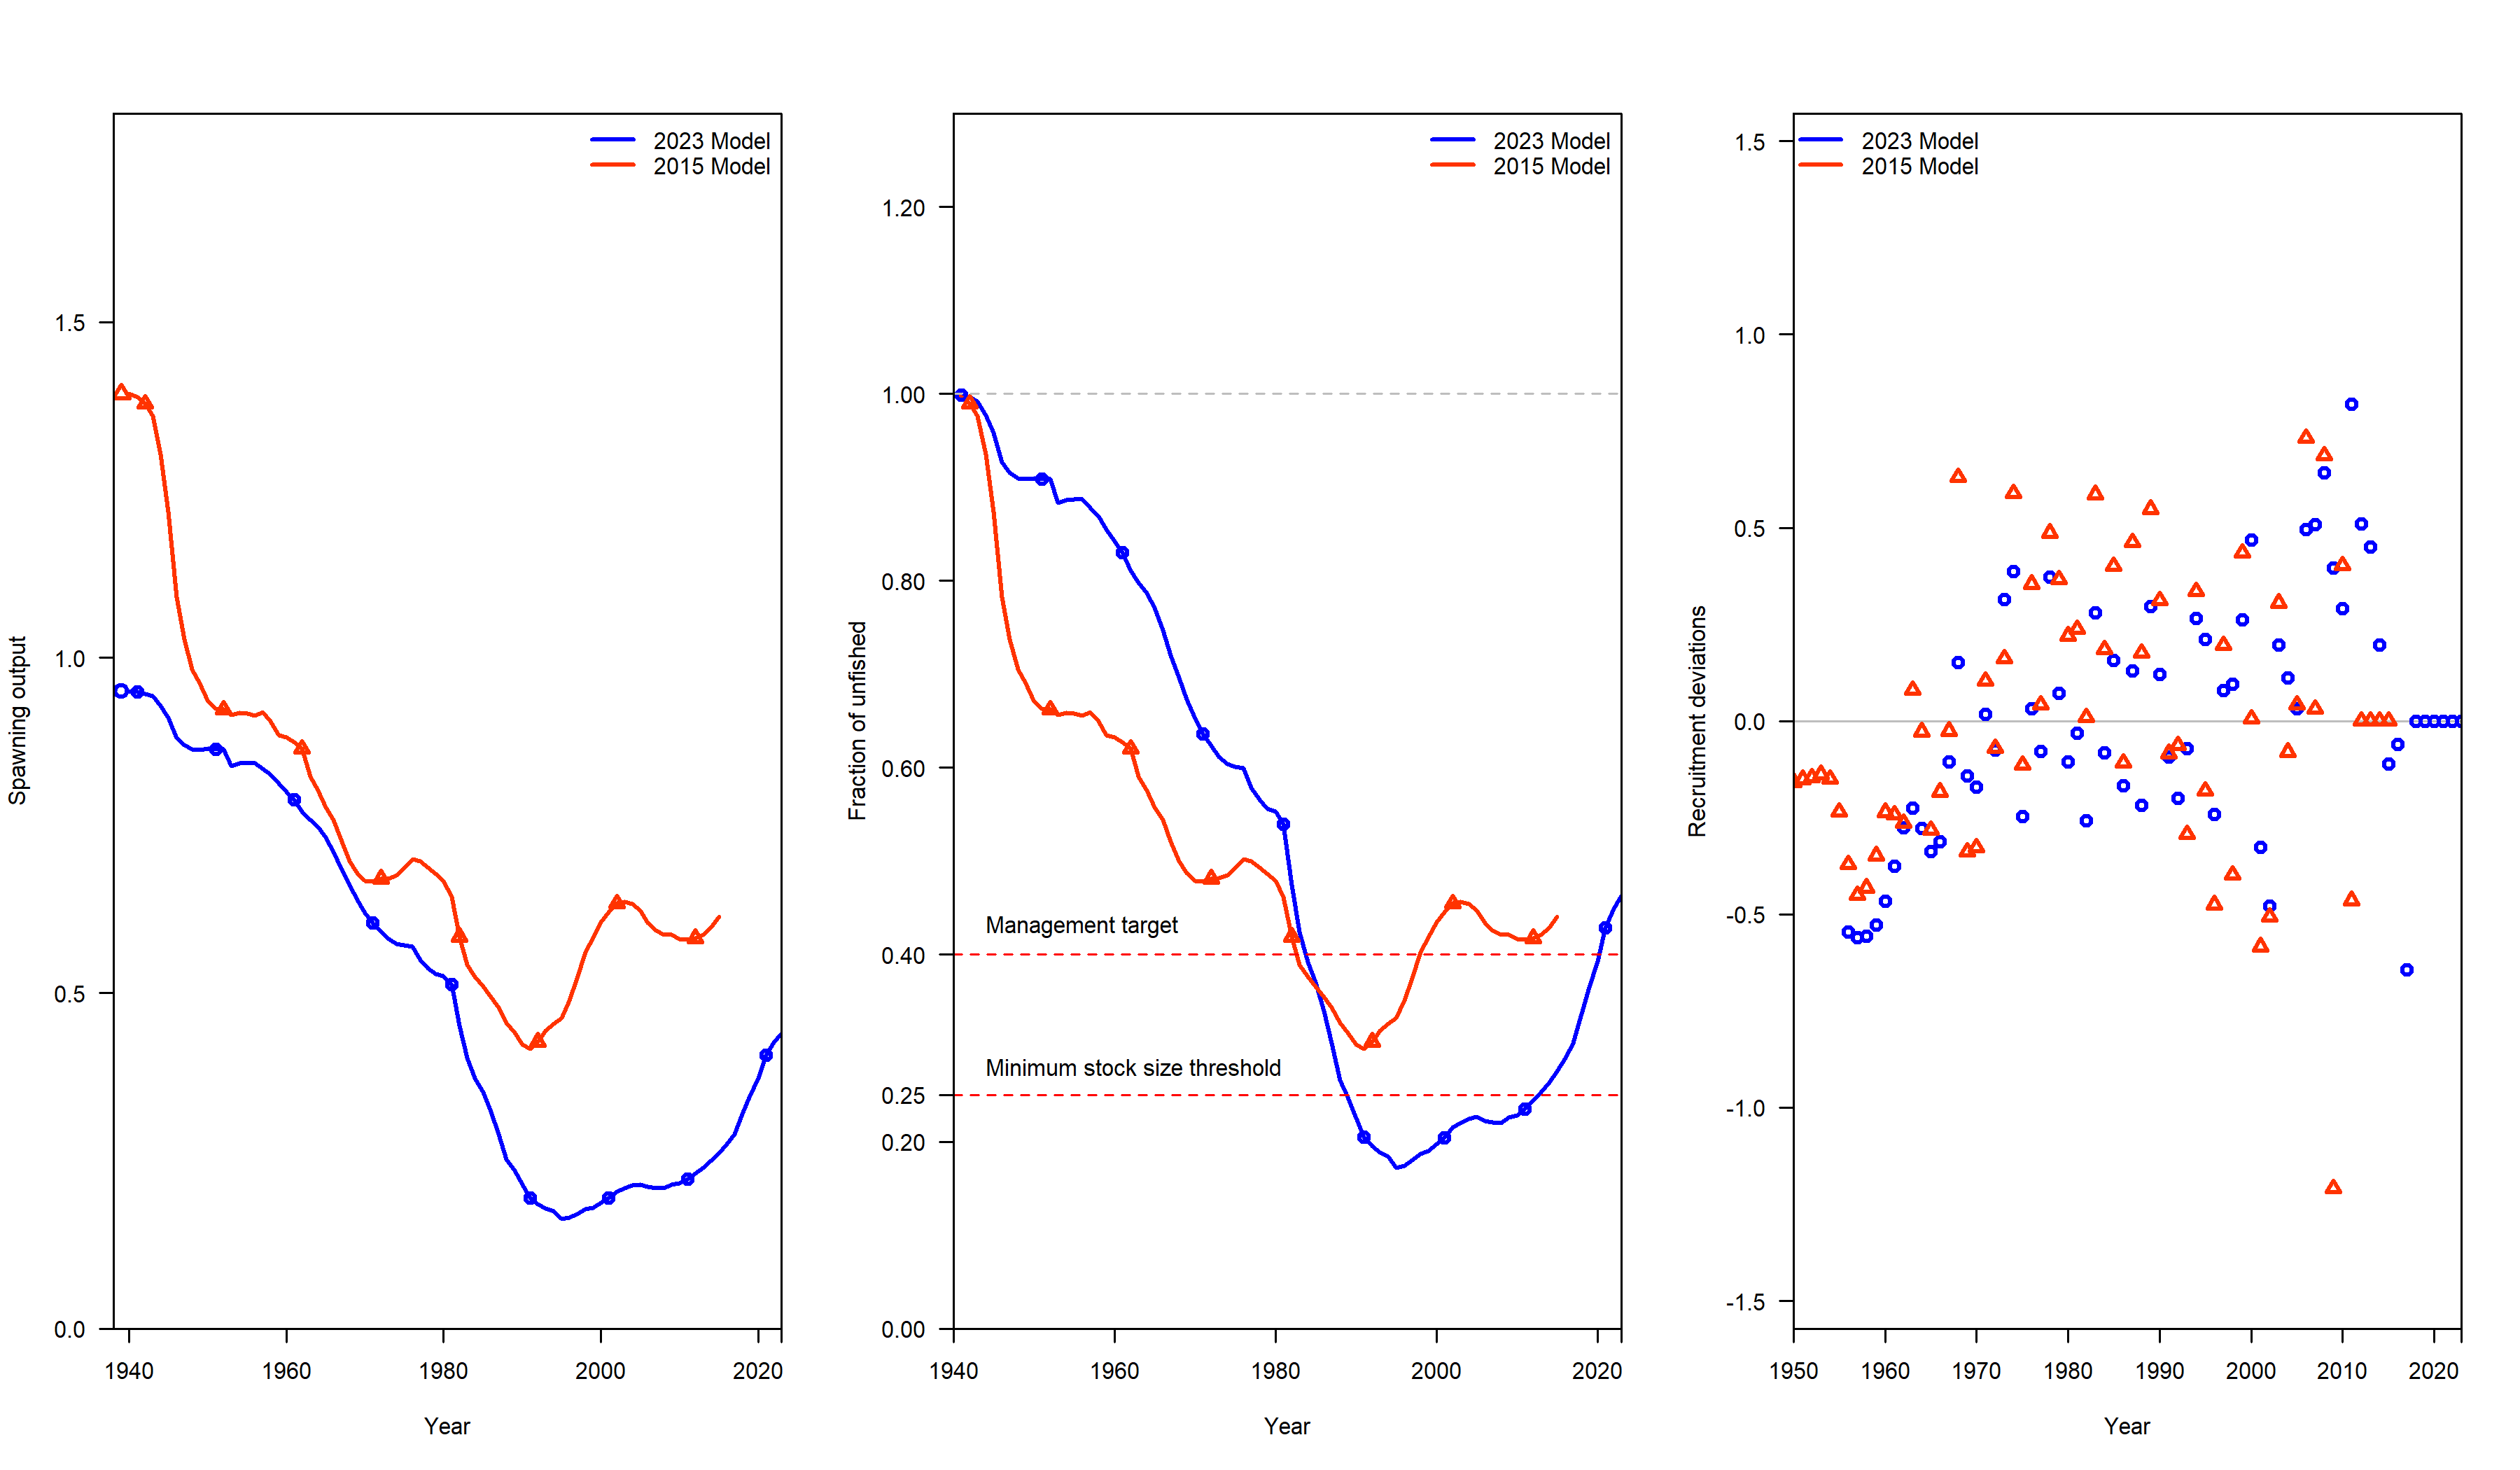 2023 Model
2015 Model
1.5
1.0
0.5
0.0
Spawning output
1940 1960 1980 2000 2020
Year
2023 Model
2015 Model
1.20
1.00
0.80
0.60
0.40
0.25
0.20
0.00
Fraction of unfished
Management target
Minimum stock size threshold
1940 1960 1980 2000 2020
Year
2023 Model
2015 Model
1.5
1.0
0.5
0.0
-0.5
-1.0
-1.5
Recruitment deviations
1950 1960 1970 1980 1990 2000 2010 2020
Year